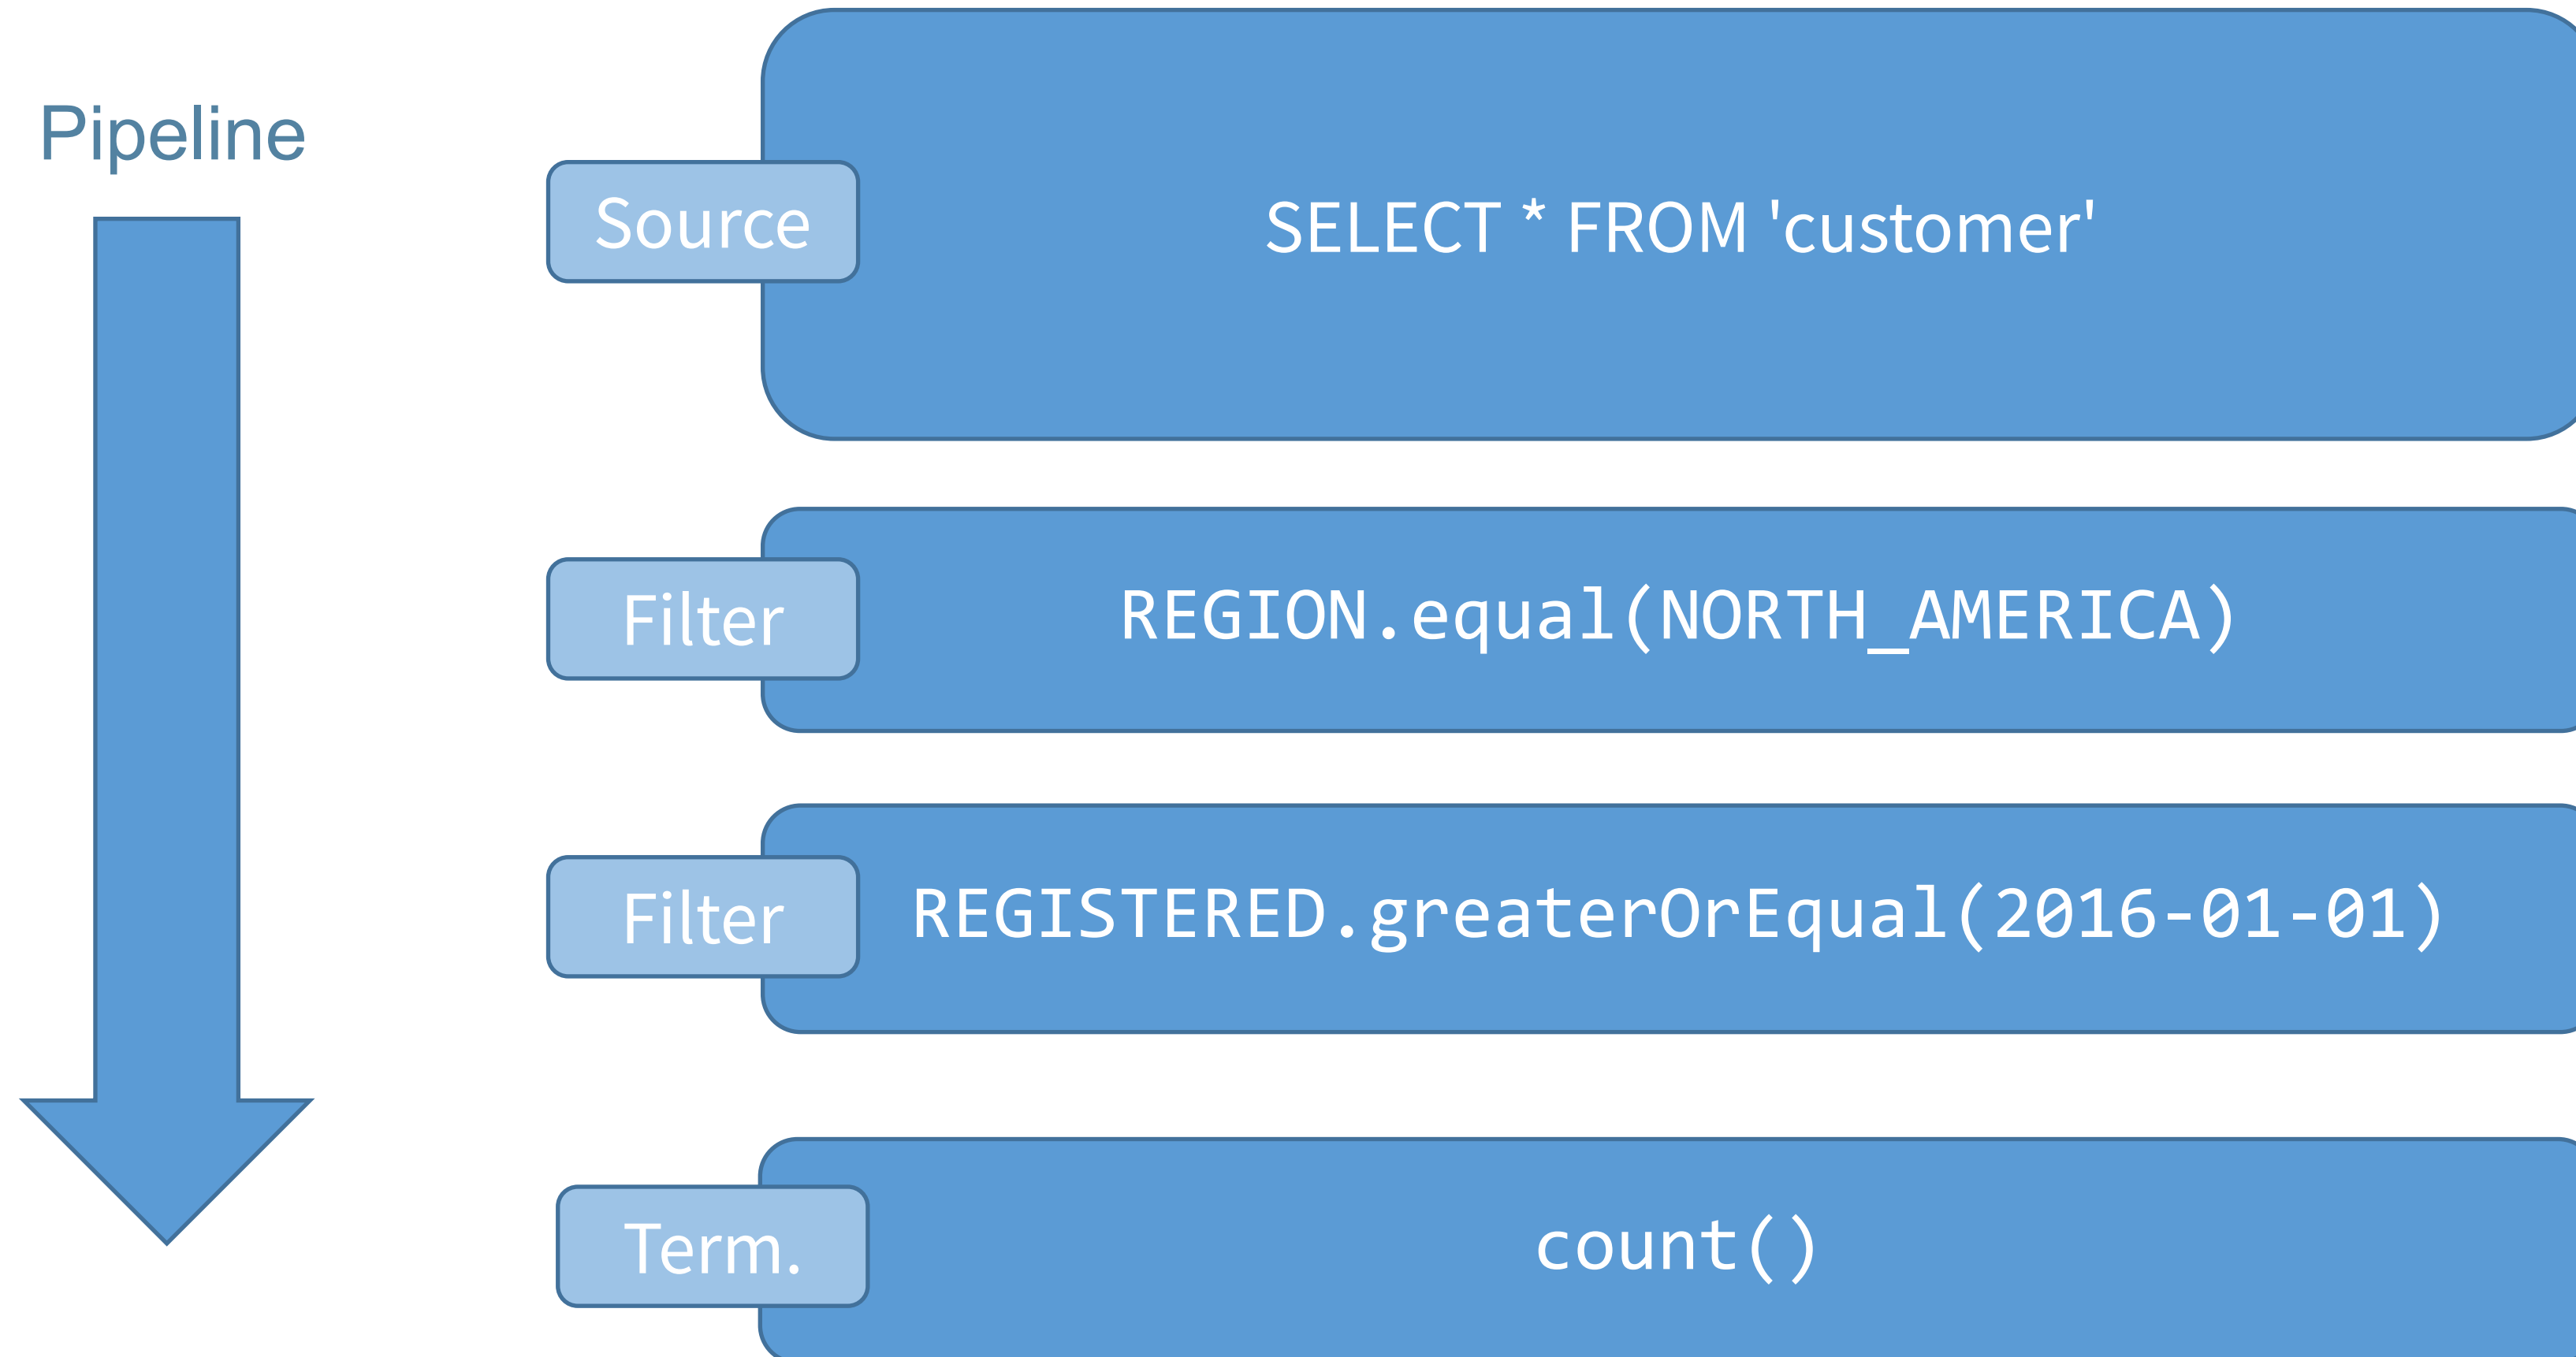 Pipeline
Source
SELECT * FROM 'customer'
Filter
REGION.equal(NORTH_AMERICA)
Filter
REGISTERED.greaterOrEqual(2016-01-01)
Term.
count()